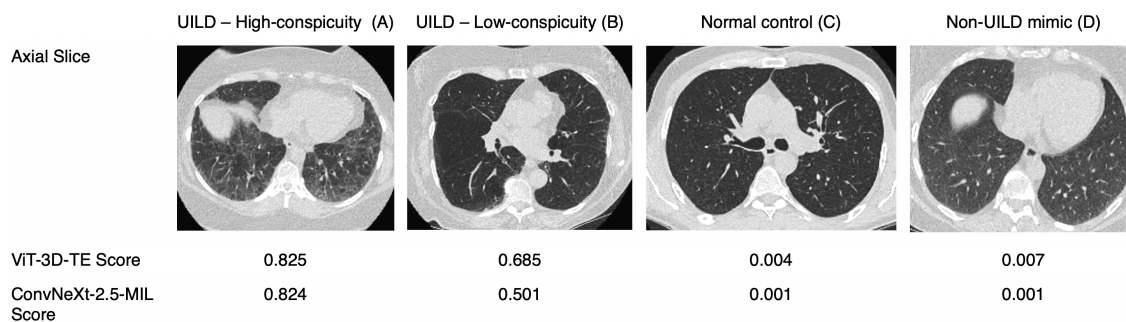 UILD – High-conspicuity (A) UILD – Low-conspicuity (B) Normal control (C) Non-UILD mimic (D)
Axial Slice
ViT-3D-TE Score 0.825 0.685 0.004 0.007
ConvNeXt-2.5-MIL 0.824 0.501 0.001 0.001
Score